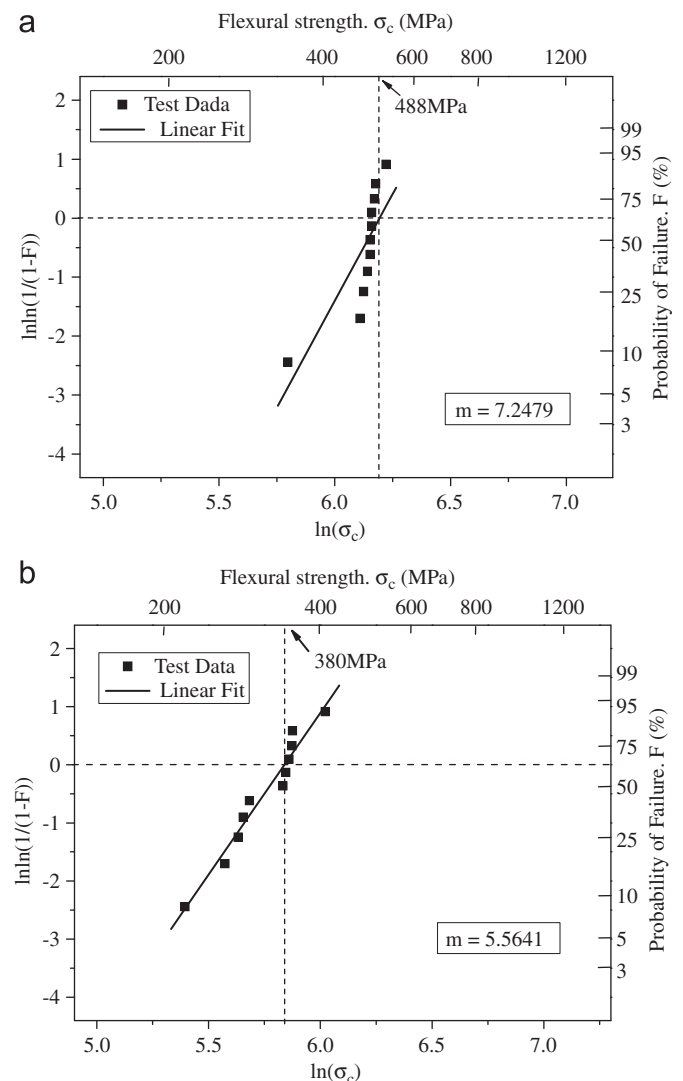 a
Flexural strength. σc (MPa)
200 400 600 800 1200
Test Dada
Linear Fit
488MPa
2
1
0
-1
-2
-3
-4
lnln(1/(1-F))
99
95
75
50
25
10
5
3
Probability of Failure. F (%)
m = 7.2479
5.0 5.5 6.0 6.5 7.0
ln(σc)
b
Flexural strength. σc (MPa)
200 400 600 800 1200
Test Data
Linear Fit
380MPa
2
1
0
-1
-2
-3
-4
lnln(1/(1-F))
99
95
75
50
25
10
5
3
Probability of Failure. F (%)
m = 5.5641
5.0 5.5 6.0 6.5 7.0
ln(σc)